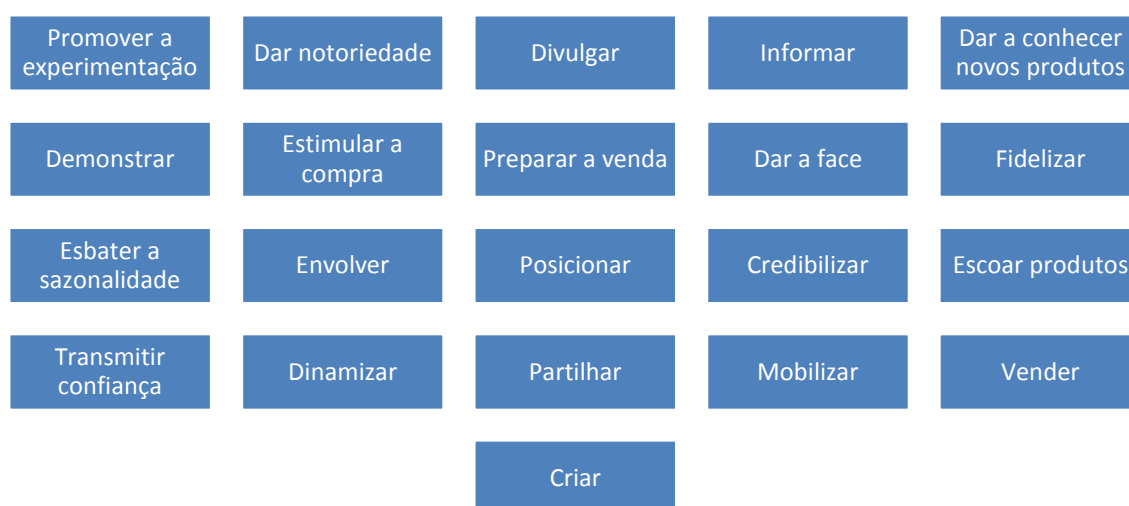 Promover a
experimentação
Dar notoriedade
Divulgar
Informar
Dar a conhecer
novos produtos
Demonstrar
Estimular a
compra
Preparar a venda
Dar a face
Fidelizar
Esbater a
sazonalidade
Envolver
Posicionar
Credibilizar
Escoar produtos
Transmitir
confiança
Dinamizar
Partilhar
Mobilizar
Vender
Criar